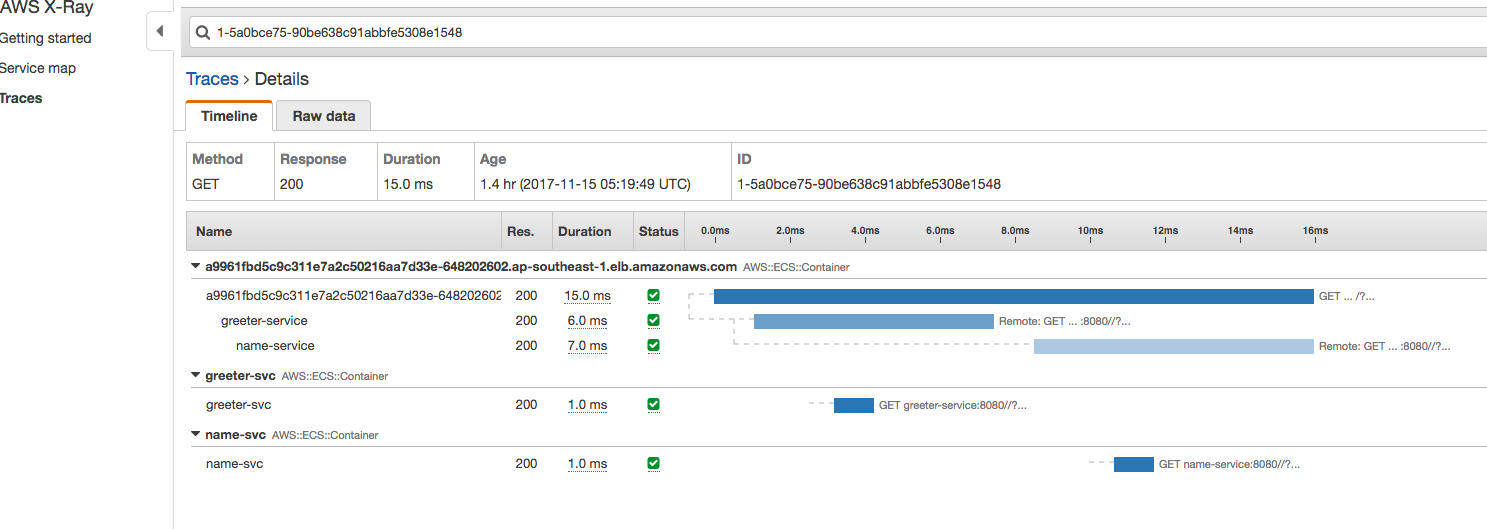 AWS X-Ray
Getting started
Service map
Traces
1-5a0bce75-90be638c91abbfe5308e1548
Traces > Details
Timeline Raw data
Method Response Duration Age ID
GET 200 15.0 ms 1.4 hr (2017-11-15 05:19:49 UTC) 1-5a0bce75-90be638c91abbfe5308e1548
Name Res. Duration Status 0.0ms 2.0ms 4.0ms 6.0ms 8.0ms 10ms 12ms 14ms 16ms
a9961fbd5c9c311e7a2c50216aa7d33e-648202602.ap-southeast-1.elb.amazonaws.com AWS::ECS::Container
a9961fbd5c9c311e7a2c50216aa7d33e-648202602 200 15.0 ms GET ... /?...
greeter-service 200 6.0 ms Remote: GET ... :8080//?...
name-service 200 7.0 ms Remote: GET ... :8080//?...
greeter-svc AWS::ECS::Container
greeter-svc 200 1.0 ms GET greeter-service:8080//?...
name-svc AWS::ECS::Container
name-svc 200 1.0 ms GET name-service:8080//?...